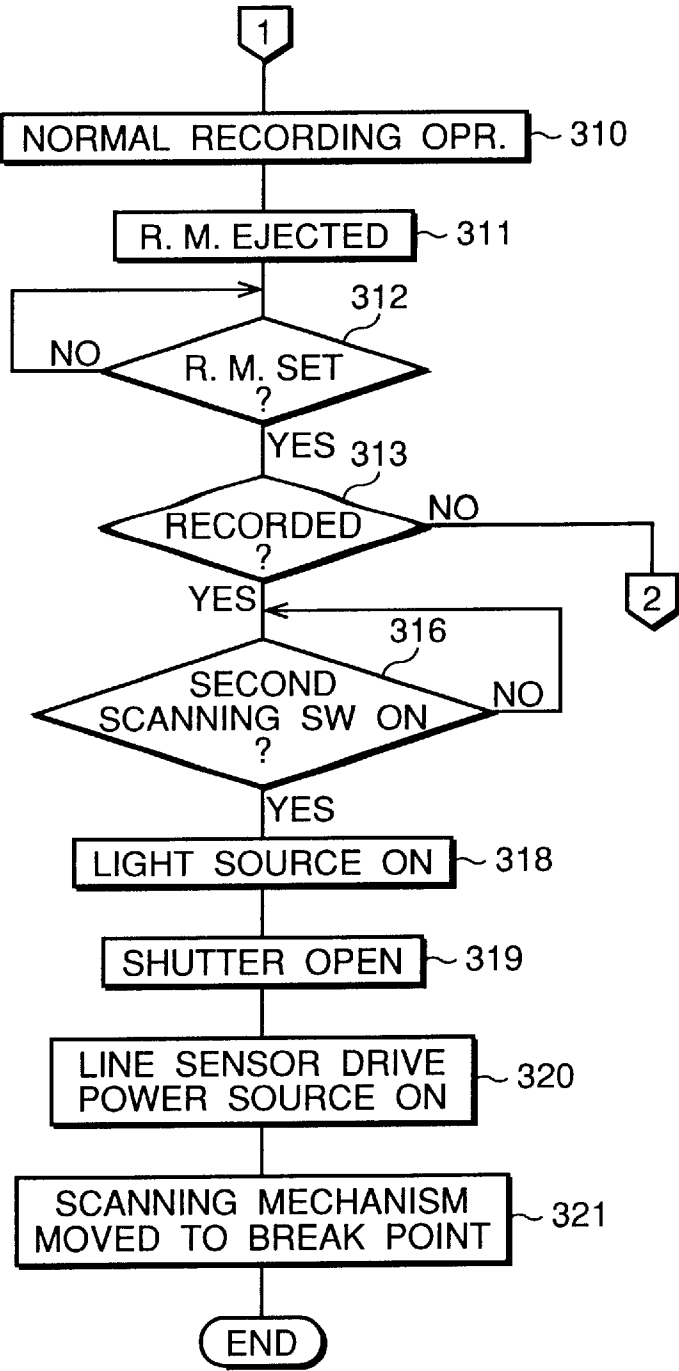 1
NORMAL RECORDING OPR.
310
R. M. EJECTED
311
312
NO
R. M. SET
?
YES
313
RECORDED
?
NO
2
YES
316
SECOND
SCANNING SW ON
?
NO
YES
LIGHT SOURCE ON
318
SHUTTER OPEN
319
LINE SENSOR DRIVE
POWER SOURCE ON
320
SCANNING MECHANISM
MOVED TO BREAK POINT
321
END